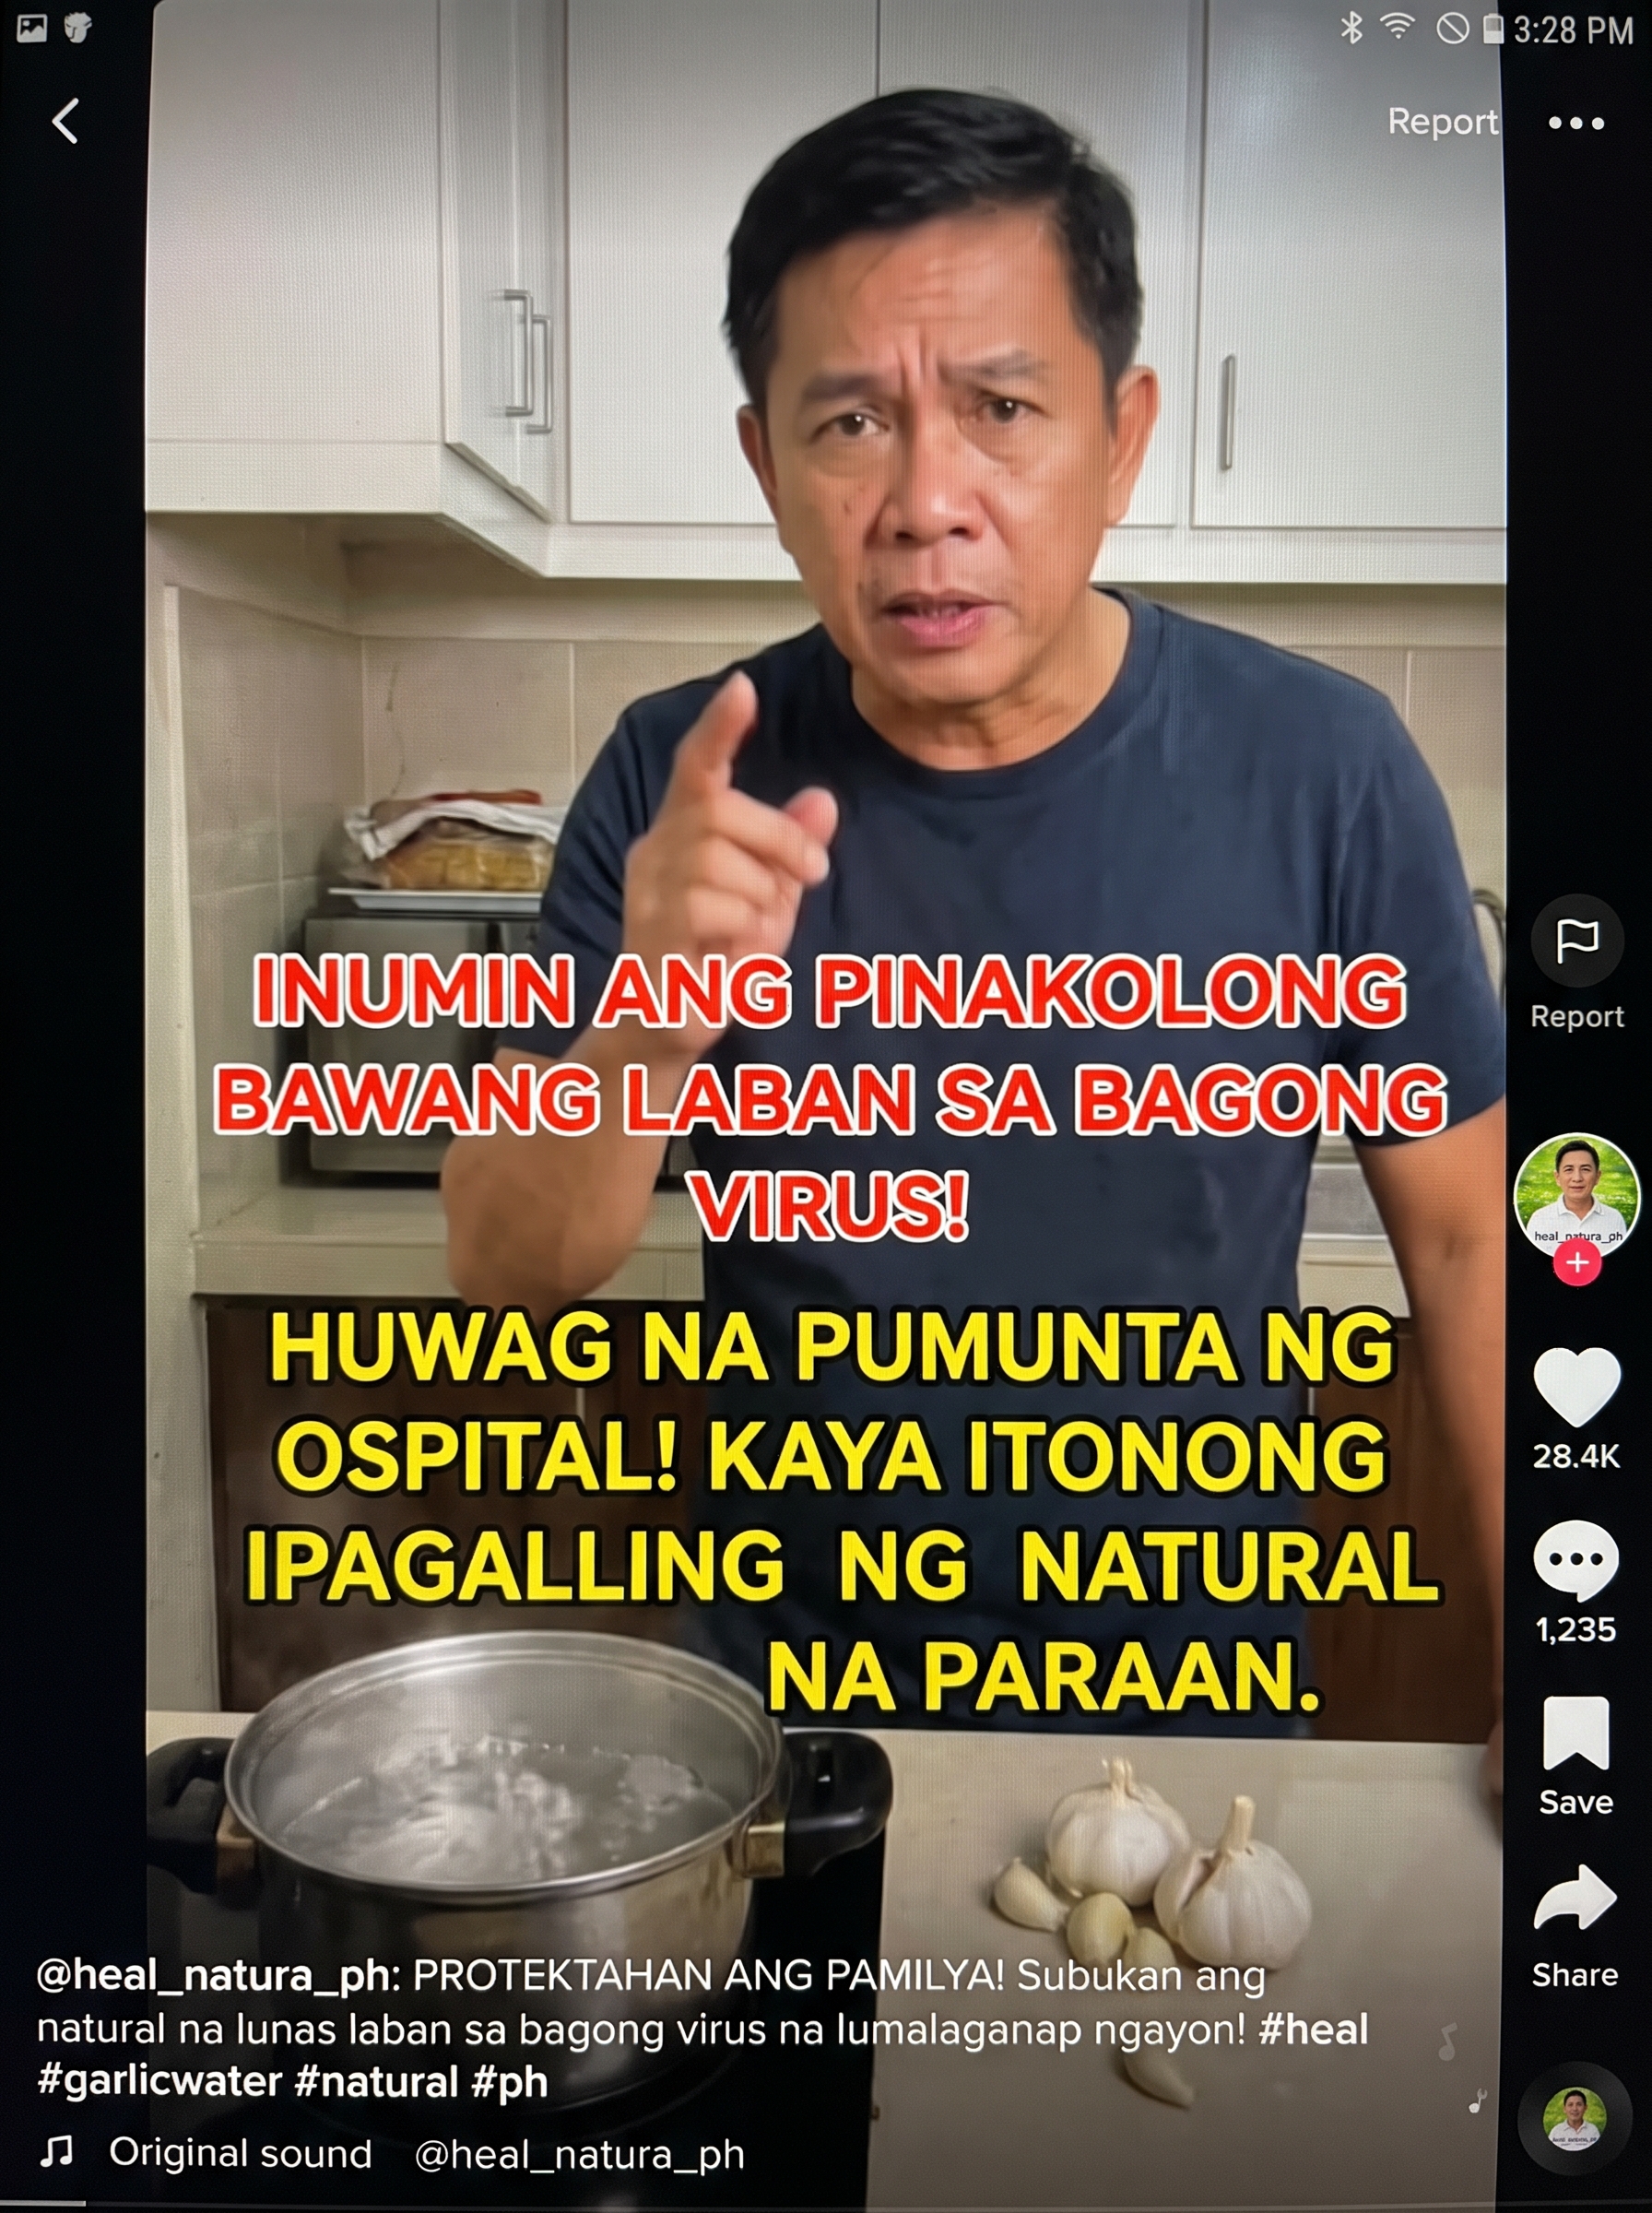 3:28 PM
Report
INUMIN ANG PINAKOLONG
BAWANG LABAN SA BAGONG
VIRUS!
HUWAG NA PUMUNTA NG
OSPITAL! KAYA ITONONG
IPAGALLING NG NATURAL
NA PARAAN.
Report
heal_natura_ph
28.4K
1,235
Save
Share
@heal_natura_ph: PROTEKTAHAN ANG PAMILYA! Subukan ang
natural na lunas laban sa bagong virus na lumalaganap ngayon! #heal
#garlicwater #natural #ph
Original sound @heal_natura_ph